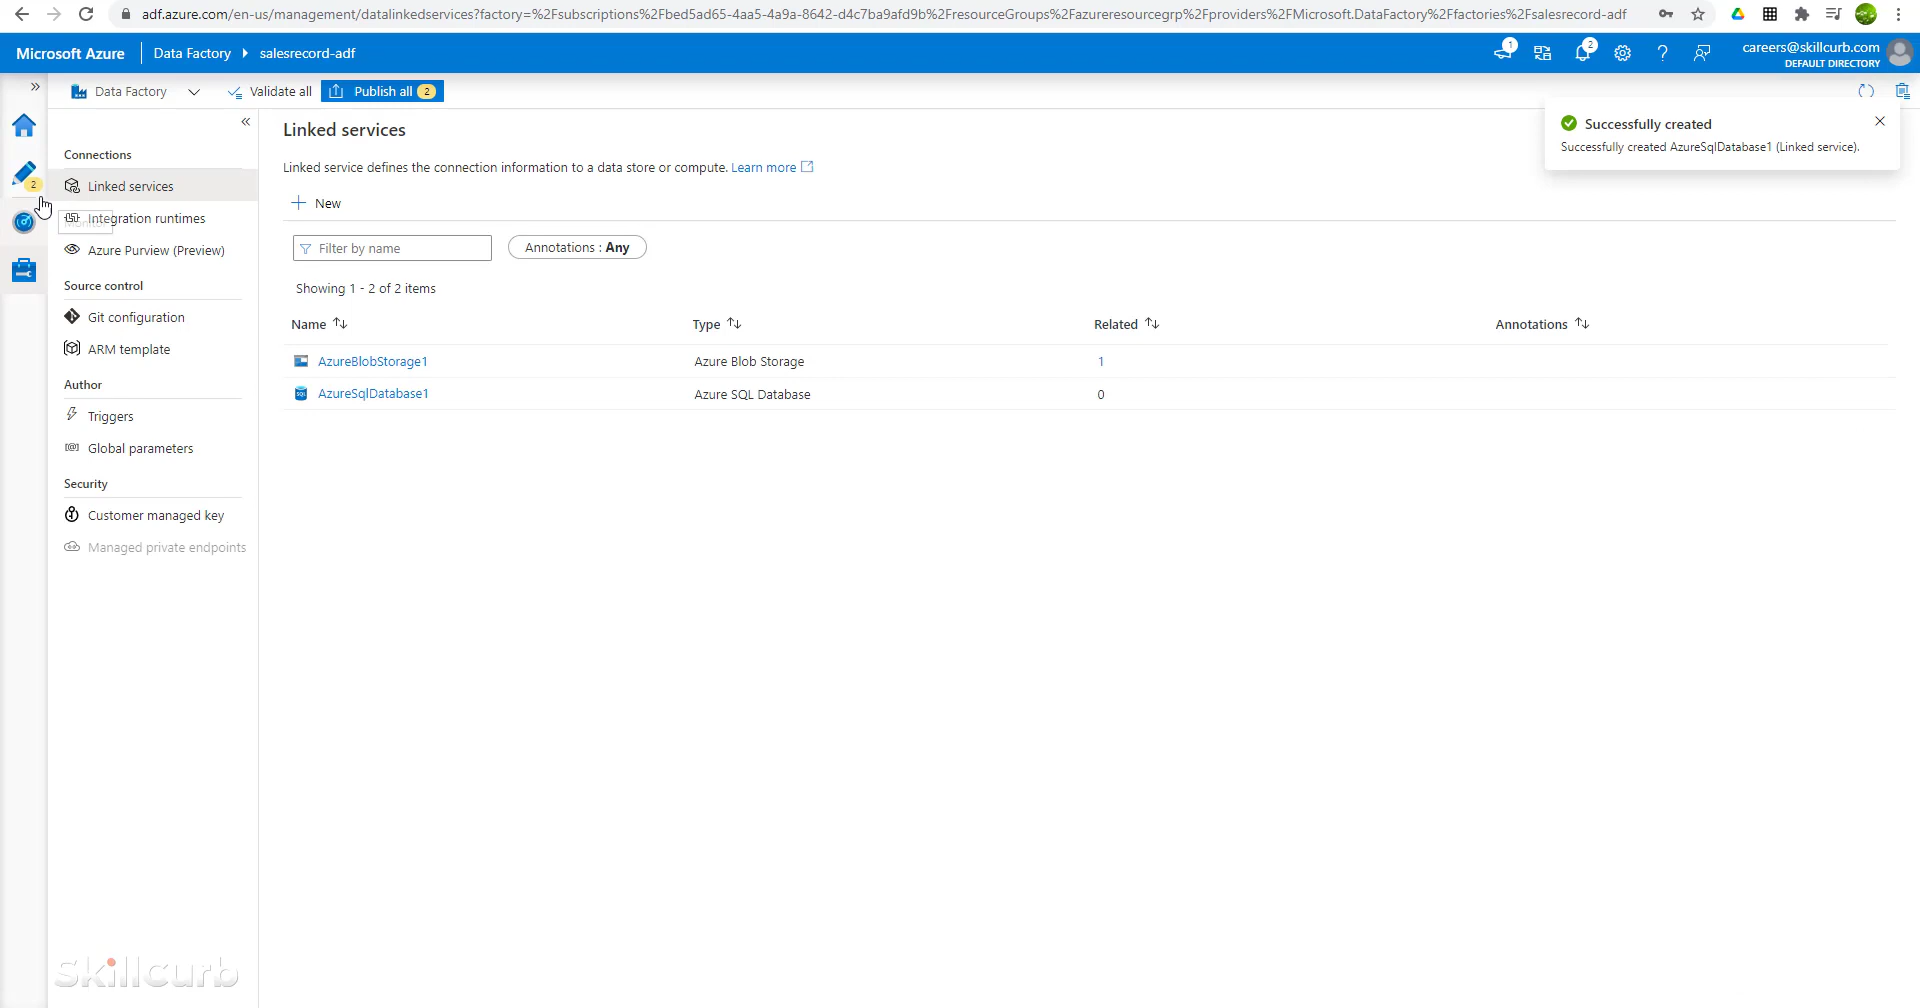 adf.azure.com/en-us/management/datalinkedservices?factory=%2Fsubscriptions%2Fbed5ad65-4aa5-4a9a-8642-d4c7ba9afd9b%2FresourceGroups%2Fazureresourcegrp%2Fproviders%2FMicrosoft.DataFactory%2Ffactories%2Fsalesrecord-adf
Microsoft Azure Data Factory salesrecord-adf 1 2 careers@skillcurb.com
DEFAULT DIRECTORY
Data Factory Validate all Publish all 2
Successfully created
Successfully created AzureSqlDatabase1 (Linked service).
2
Connections
Linked services
Integration runtimes
Azure Purview (Preview)
Source control
Git configuration
ARM template
Author
Triggers
Global parameters
Security
Customer managed key
Managed private endpoints
Linked services
Linked service defines the connection information to a data store or compute. Learn more
New
Filter by name Annotations : Any
Showing 1 - 2 of 2 items
Name Type Related Annotations
AzureBlobStorage1 Azure Blob Storage 1
AzureSqlDatabase1 Azure SQL Database 0
Skillcurb